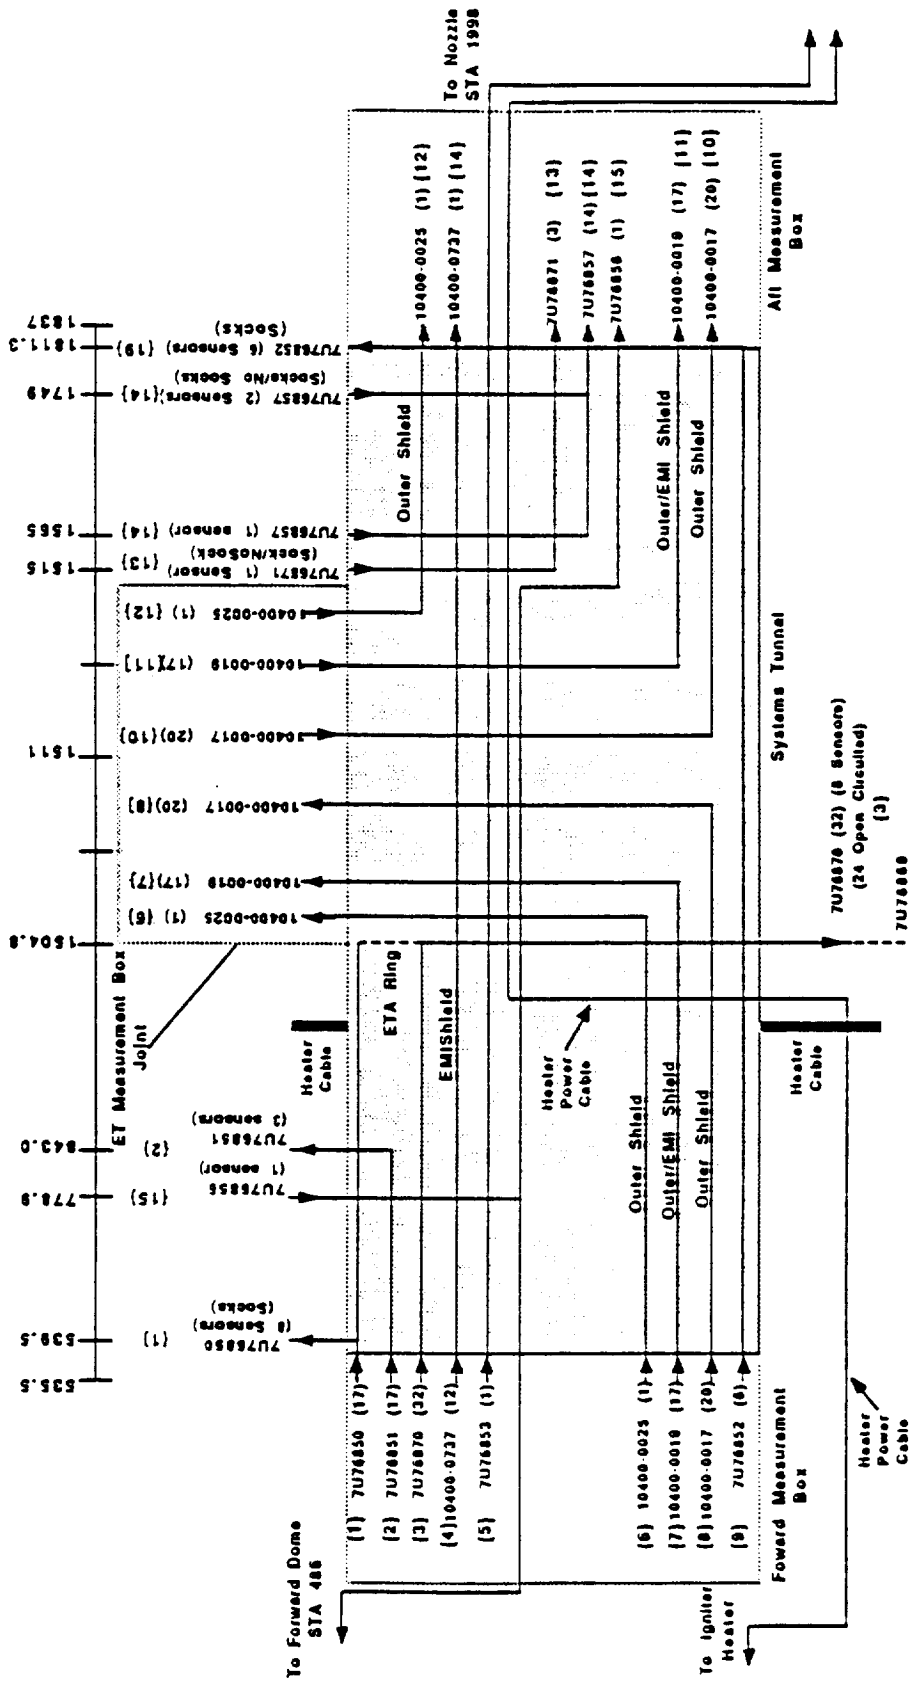 535.5
539.5
778.9
843.0
1504.8
1511
1515
1565
1749
1811.3
1837
{1}
7U76850
(8 Sensors)
(Socks)
{15}
7U76856
(1 sensor)
{2}
7U76851
(3 sensors)
ET Measurement Box
Joint
10400-0025 (1) {6}
10400-0019 (17){7}
10400-0017 (20){8}
10400-0017 (20){10}
10400-0019 (17){11}
10400-0025 (1) {12}
7U76871 (1 Sensor) {13}
(Sock/NoSock)
7U76857 (1 sensor) {14}
7U76857 (2 Sensors){14}
(Socks/No Socks)
7U76852 (6 Sensors) {19}
(Socks)
Heater
Cable
ETA Ring
EMIShield
Heater
Power
Cable
Outer Shield
Outer/EMI Shield
Outer Shield
Outer Shield
Outer/EMI Shield
Outer Shield
To Forward Dome
STA 486
{1} 7U76850 (17)
{2} 7U76851 (17)
{3} 7U76870 (32)
{4}10400-0737 (12)
{5} 7U76853 (1)
{6} 10400-0025 (1)
{7}10400-0019 (17)
{8}10400-0017 (20)
{9} 7U76852 (6)
Foward Measurement
Box
To Igniter
Heater
Heater
Power
Cable
Heater
Cable
Systems Tunnel
7U76870 (32) (8 Sensors)
(24 Open Circuited)
{3}
7U76869
To Nozzle
STA 1998
10400-0025 (1) {12}
10400-0737 (1) {14}
7U76871 (3) {13}
7U76857 (14) {14}
7U76856 (1) {15}
10400-0019 (17) {11}
10400-0017 (20) {10}
Aft Measurement
Box